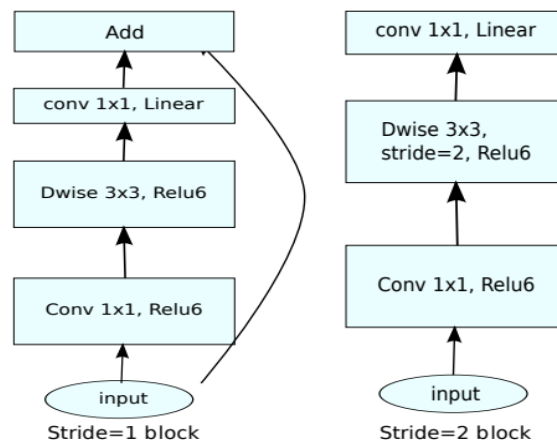 Add
conv 1x1, Linear
Dwise 3x3, Relu6
Conv 1x1, Relu6
input
Stride=1 block
conv 1x1, Linear
Dwise 3x3,
stride=2, Relu6
Conv 1x1, Relu6
input
Stride=2 block